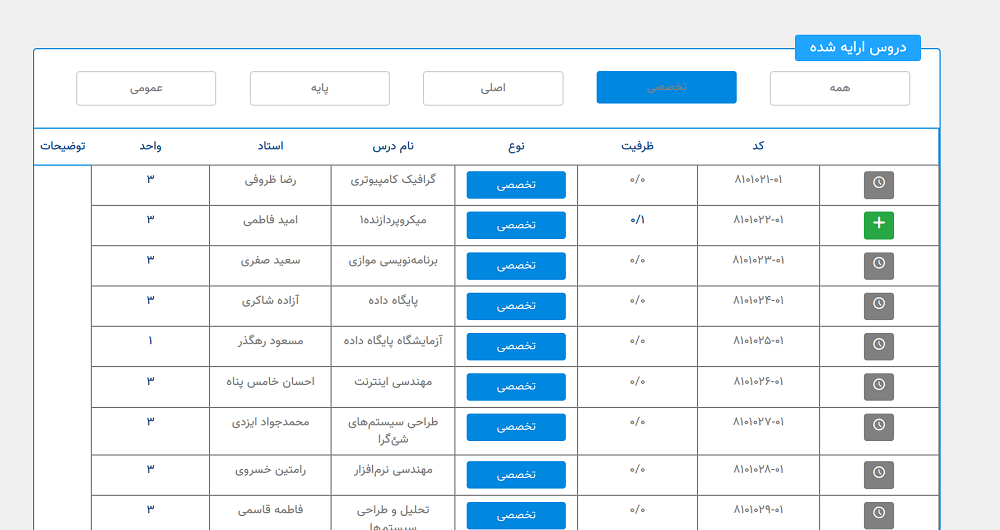 دروس ارایه شده
همه تخصصی اصلی پایه عمومی
کد ظرفیت نوع نام درس استاد واحد توضیحات
۸۱۰۱۰۲۱-۰۱ ۰/۰ تخصصی گرافیک کامپیوتری رضا ظروفی ۳
۸۱۰۱۰۲۲-۰۱ ۰/۱ تخصصی میکروپردازنده۱ امید فاطمی ۳
۸۱۰۱۰۲۳-۰۱ ۰/۰ تخصصی برنامه‌نویسی موازی سعید صفری ۳
۸۱۰۱۰۲۴-۰۱ ۰/۰ تخصصی پایگاه داده آزاده شاکری ۳
۸۱۰۱۰۲۵-۰۱ ۰/۰ تخصصی آزمایشگاه پایگاه داده مسعود رهگذر ۱
۸۱۰۱۰۲۶-۰۱ ۰/۰ تخصصی مهندسی اینترنت احسان خامس پناه ۳
۸۱۰۱۰۲۷-۰۱ ۰/۰ تخصصی طراحی سیستم‌های محمدجواد ایزدی ۳
شئ‌گرا
۸۱۰۱۰۲۸-۰۱ ۰/۰ تخصصی مهندسی نرم‌افزار رامتین خسروی ۳
۸۱۰۱۰۲۹-۰۱ ۰/۰ تخصصی تحلیل و طراحی فاطمه قاسمی ۳
سیستم‌ها